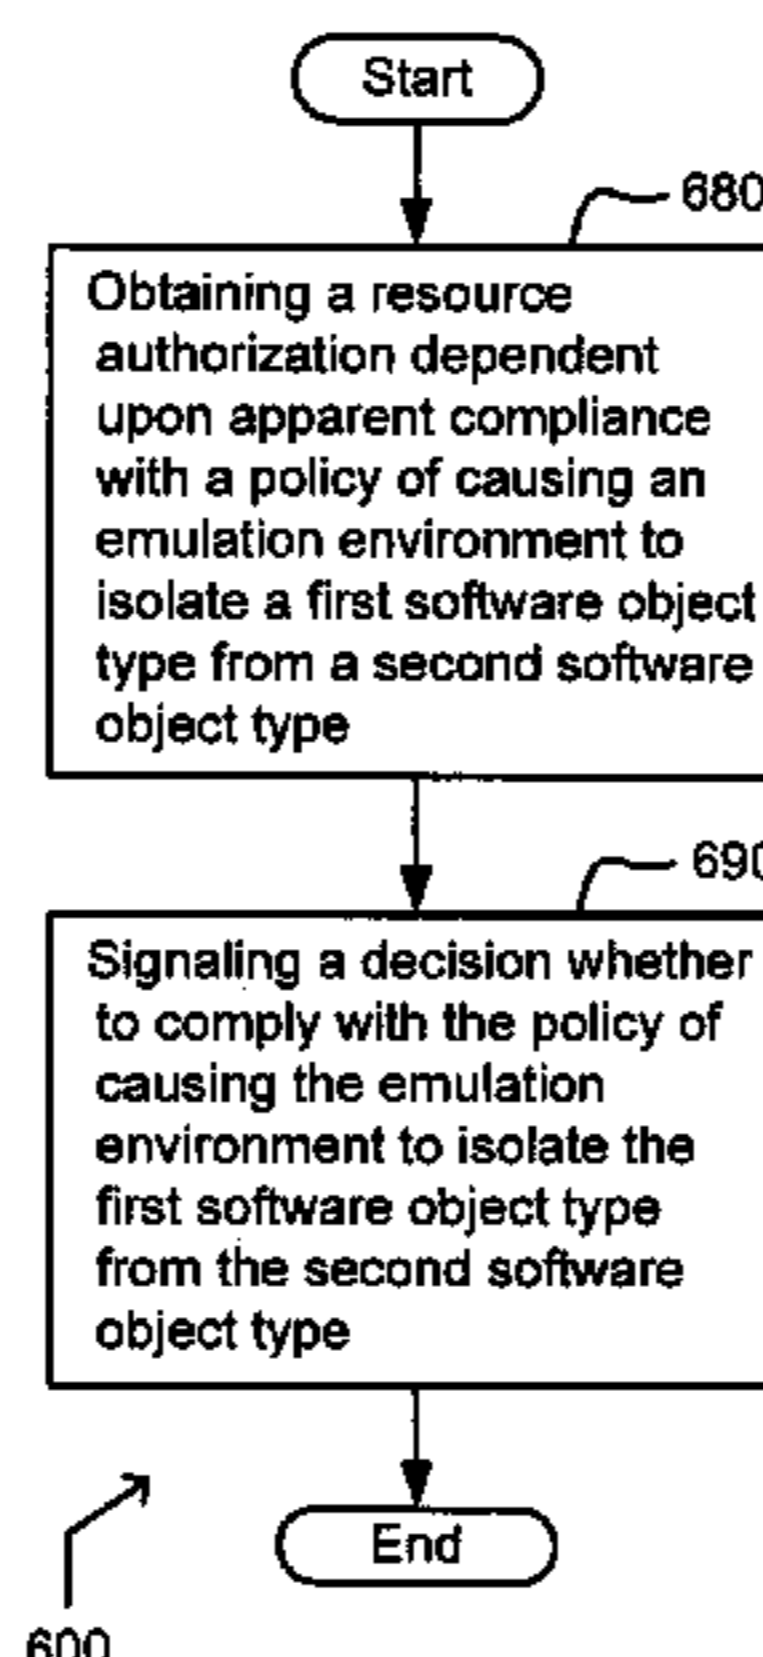 Start
680
Obtaining a resource
authorization dependent
upon apparent compliance
with a policy of causing an
emulation environment to
isolate a first software object
type from a second software
object type
690
Signaling a decision whether
to comply with the policy of
causing the emulation
environment to isolate the
first software object type
from the second software
object type
End
600